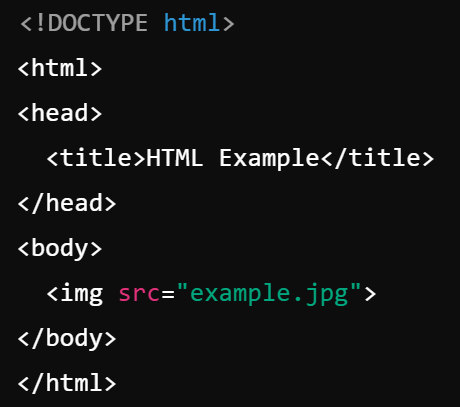 <!DOCTYPE html>
<html>
<head>
  <title>HTML Example</title>
</head>
<body>
  <img src="example.jpg">
</body>
</html>